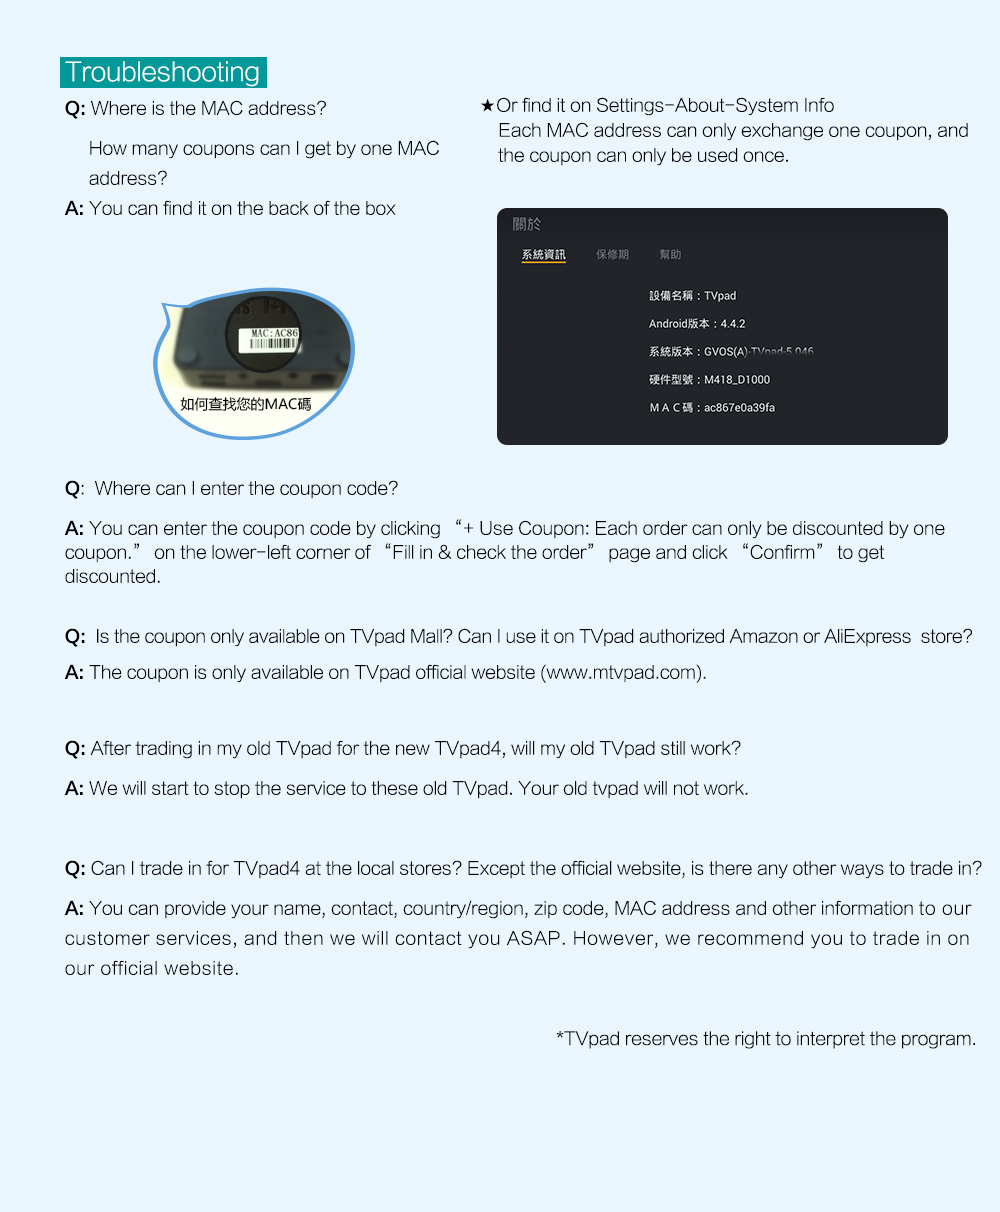 Troubleshooting
Q: Where is the MAC address?
How many coupons can I get by one MAC
address?
A: You can find it on the back of the box
MAC:AC86
如何查找您的MAC碼
★Or find it on Settings-About-System Info
Each MAC address can only exchange one coupon, and
the coupon can only be used once.
關於
系統資訊 保修期 幫助
設備名稱：TVpad
Android版本：4.4.2
系統版本：GVOS(A)-TVpad-5.046
硬件型號：M418_D1000
M A C 碼：ac867e0a39fa
Q: Where can I enter the coupon code?
A: You can enter the coupon code by clicking “+ Use Coupon: Each order can only be discounted by one
coupon.” on the lower-left corner of “Fill in & check the order” page and click “Confirm” to get
discounted.
Q: Is the coupon only available on TVpad Mall? Can I use it on TVpad authorized Amazon or AliExpress store?
A: The coupon is only available on TVpad official website (www.mtvpad.com).
Q: After trading in my old TVpad for the new TVpad4, will my old TVpad still work?
A: We will start to stop the service to these old TVpad. Your old tvpad will not work.
Q: Can I trade in for TVpad4 at the local stores? Except the official website, is there any other ways to trade in?
A: You can provide your name, contact, country/region, zip code, MAC address and other information to our
customer services, and then we will contact you ASAP. However, we recommend you to trade in on
our official website.
*TVpad reserves the right to interpret the program.